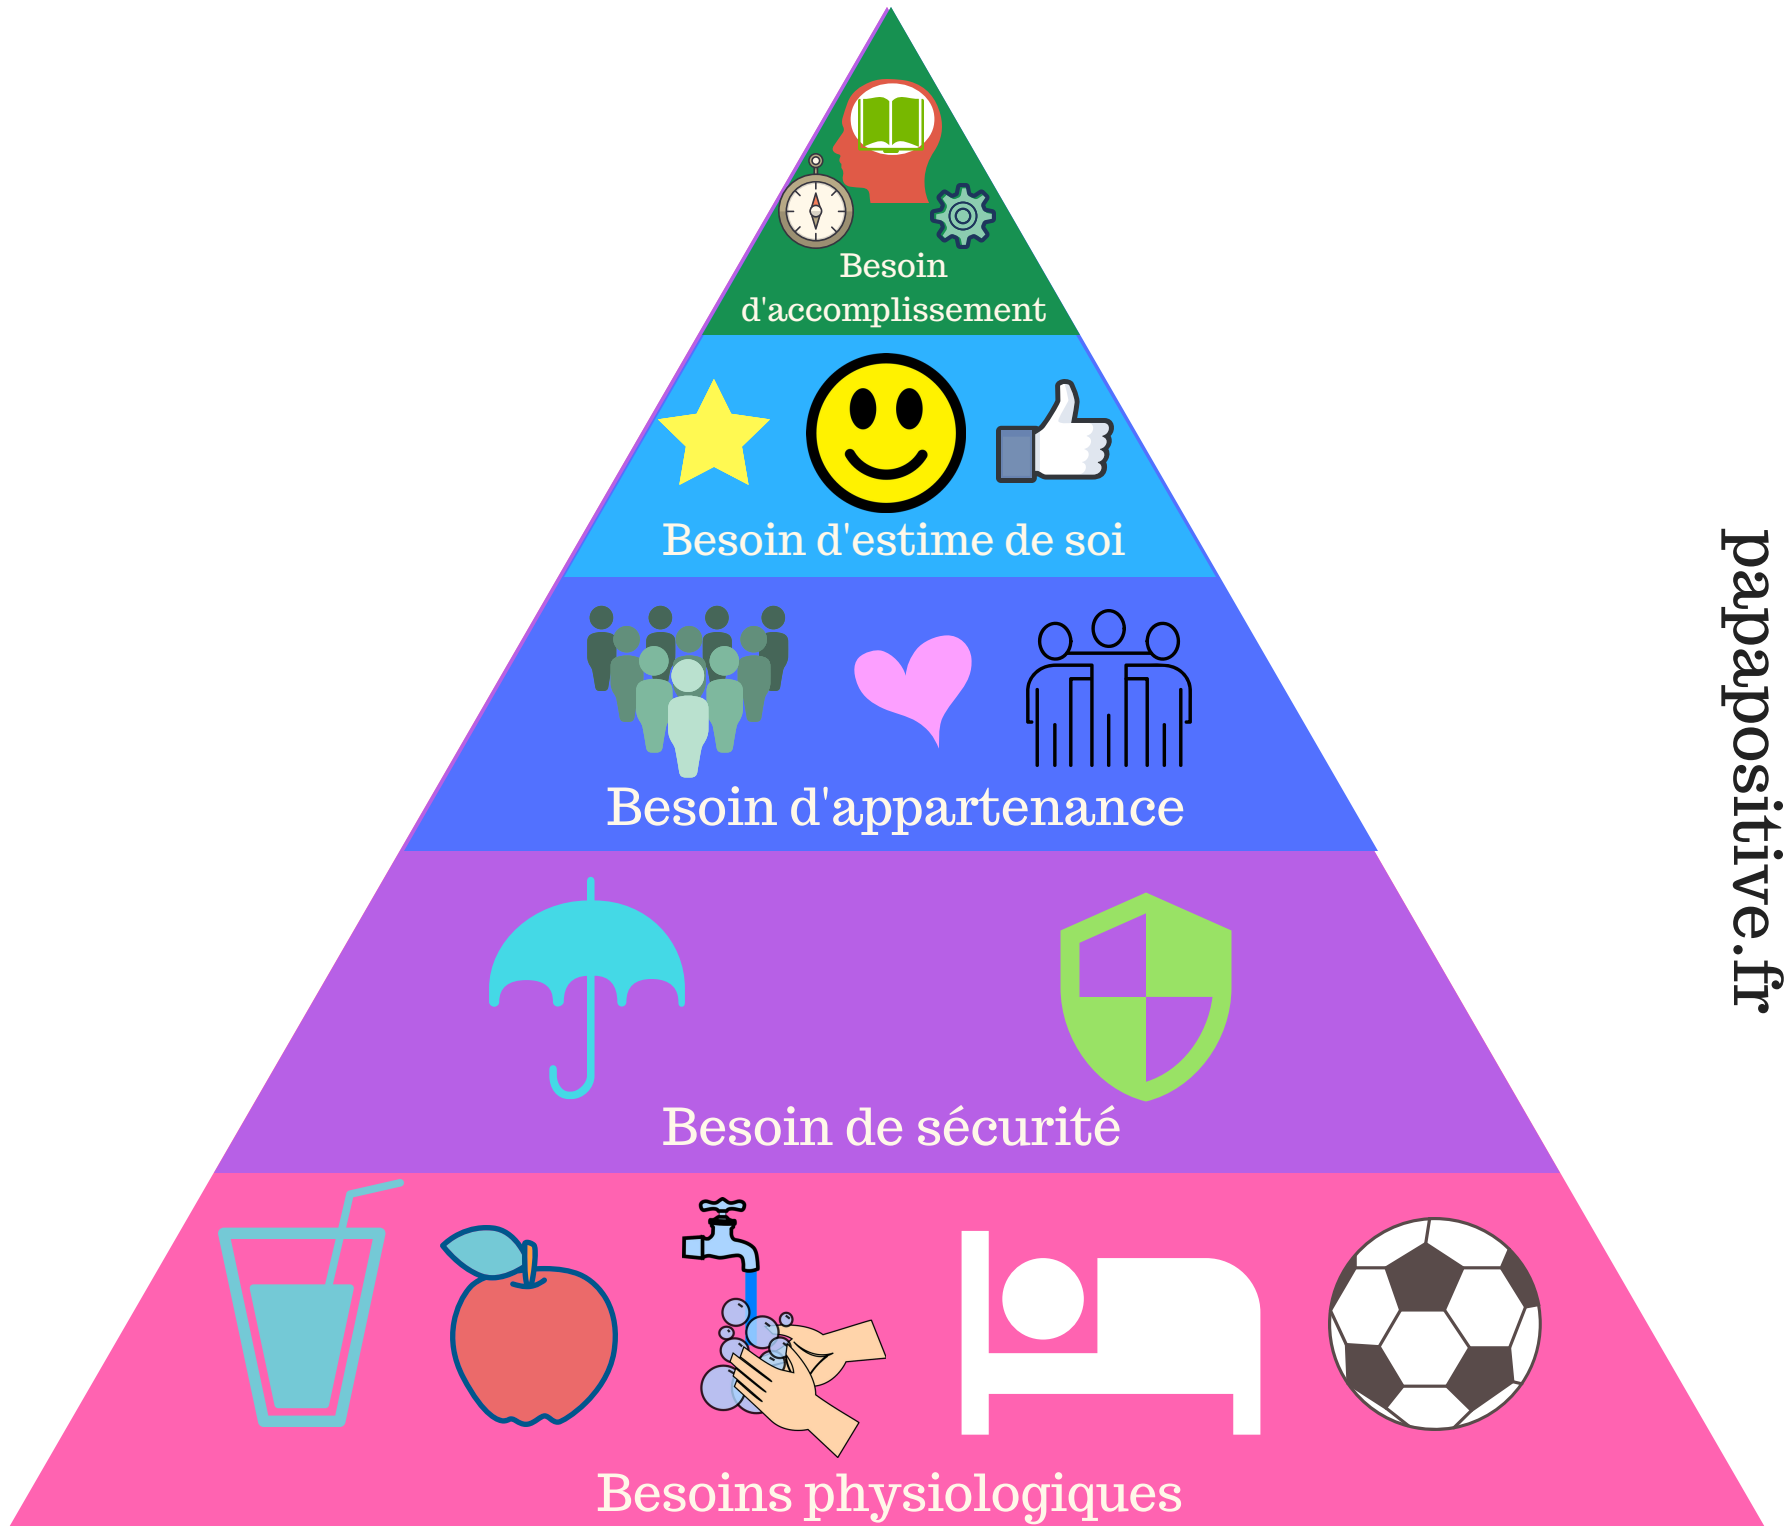 Besoin
d'accomplissement
Besoin d'estime de soi
Besoin d'appartenance
Besoin de sécurité
Besoins physiologiques
papapositive.fr